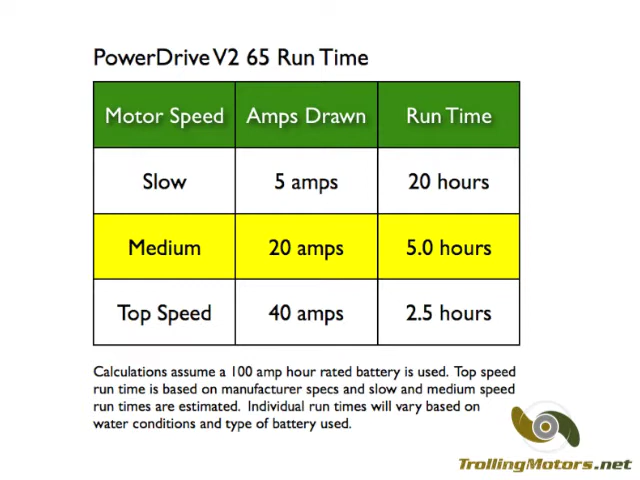 PowerDrive V2 65 Run Time
Motor Speed Amps Drawn Run Time
Slow 5 amps 20 hours
Medium 20 amps 5.0 hours
Top Speed 40 amps 2.5 hours
Calculations assume a 100 amp hour rated battery is used. Top speed
run time is based on manufacturer specs and slow and medium speed
run times are estimated. Individual run times will vary based on
water conditions and type of battery used.
TrollingMotors.net